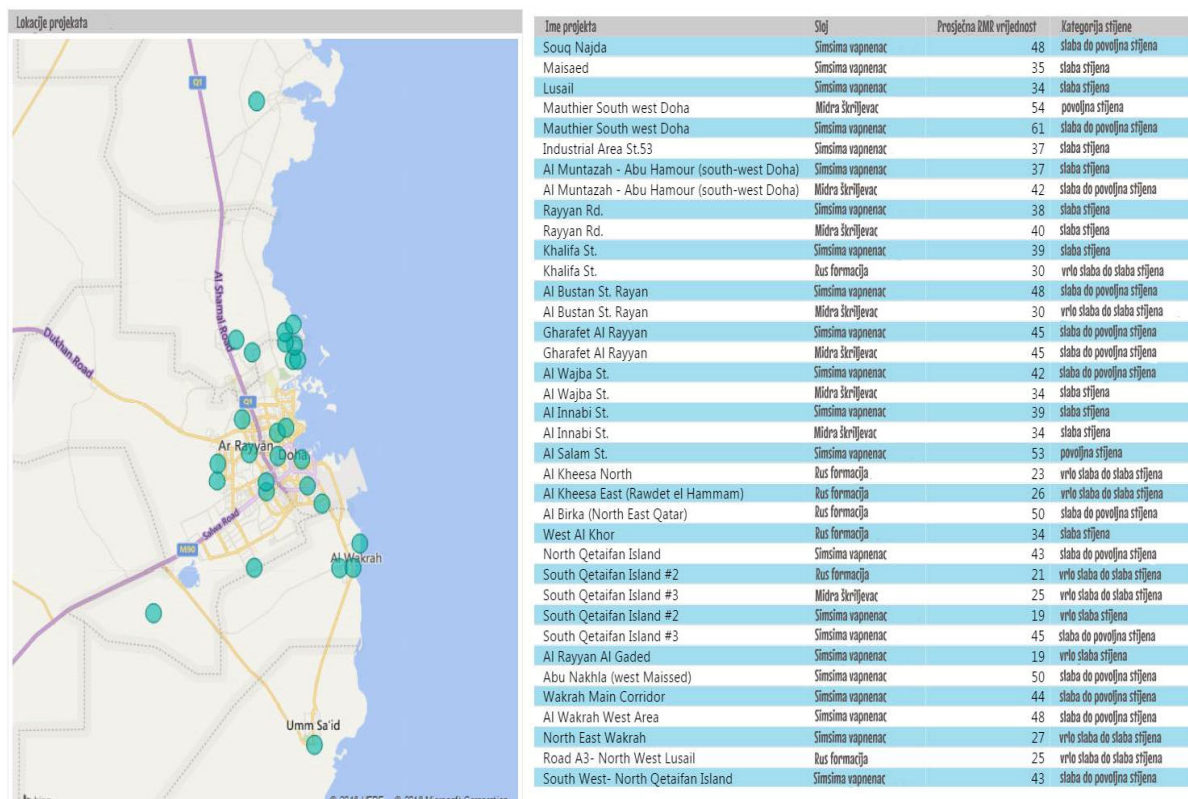 Lokacije projekata
Q1
Al Shamal Road
Dukhan Road
Q1
Ar Rayyān
Doha
Salwa Road
M90
Al Wakrah
Umm Sa'id
Ime projekta Sloj Prosječna RMR vrijednost Kategorija stijene
Souq Najda Simsima vapnenac 48 slaba do povoljna stijena
Maisaed Simsima vapnenac 35 slaba stijena
Lusail Simsima vapnenac 34 slaba stijena
Mauthier South west Doha Midra škriljevac 54 povoljna stijena
Mauthier South west Doha Simsima vapnenac 61 slaba do povoljna stijena
Industrial Area St.53 Simsima vapnenac 37 slaba stijena
Al Muntazah - Abu Hamour (south-west Doha) Simsima vapnenac 37 slaba stijena
Al Muntazah - Abu Hamour (south-west Doha) Midra škriljevac 42 slaba do povoljna stijena
Rayyan Rd. Simsima vapnenac 38 slaba stijena
Rayyan Rd. Midra škriljevac 40 slaba stijena
Khalifa St. Simsima vapnenac 39 slaba stijena
Khalifa St. Rus formacija 30 vrlo slaba do slaba stijena
Al Bustan St. Rayan Simsima vapnenac 48 slaba do povoljna stijena
Al Bustan St. Rayan Midra škriljevac 30 vrlo slaba do slaba stijena
Gharafet Al Rayyan Simsima vapnenac 45 slaba do povoljna stijena
Gharafet Al Rayyan Midra škriljevac 45 slaba do povoljna stijena
Al Wajba St. Simsima vapnenac 42 slaba do povoljna stijena
Al Wajba St. Midra škriljevac 34 slaba stijena
Al Innabi St. Simsima vapnenac 39 slaba stijena
Al Innabi St. Midra škriljevac 34 slaba stijena
Al Salam St. Simsima vapnenac 53 povoljna stijena
Al Kheesa North Rus formacija 23 vrlo slaba do slaba stijena
Al Kheesa East (Rawdet el Hammam) Rus formacija 26 vrlo slaba do slaba stijena
Al Birka (North East Qatar) Rus formacija 50 slaba do povoljna stijena
West Al Khor Rus formacija 34 slaba stijena
North Qetaifan Island Simsima vapnenac 43 slaba do povoljna stijena
South Qetaifan Island #2 Rus formacija 21 vrlo slaba do slaba stijena
South Qetaifan Island #3 Midra škriljevac 25 vrlo slaba do slaba stijena
South Qetaifan Island #2 Simsima vapnenac 19 vrlo slaba stijena
South Qetaifan Island #3 Simsima vapnenac 45 slaba do povoljna stijena
Al Rayyan Al Gaded Simsima vapnenac 19 vrlo slaba stijena
Abu Nakhla (west Maissed) Simsima vapnenac 50 slaba do povoljna stijena
Wakrah Main Corridor Simsima vapnenac 44 slaba do povoljna stijena
Al Wakrah West Area Simsima vapnenac 48 slaba do povoljna stijena
North East Wakrah Simsima vapnenac 27 vrlo slaba do slaba stijena
Road A3- North West Lusail Rus formacija 25 vrlo slaba do slaba stijena
South West- North Qetaifan Island Simsima vapnenac 43 slaba do povoljna stijena